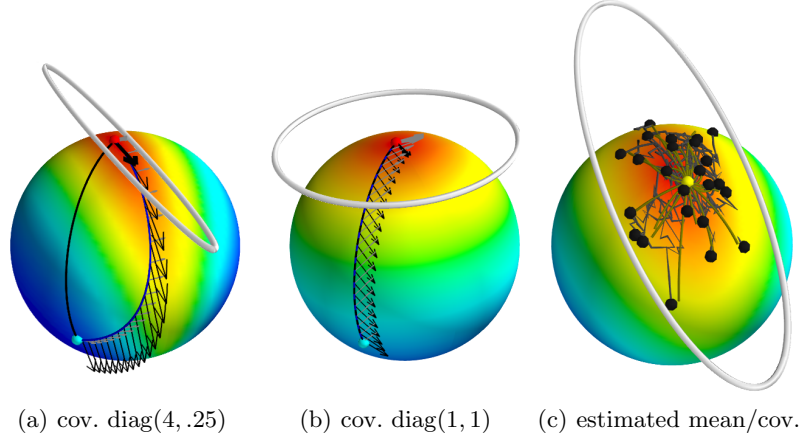 (a) cov. diag(4, .25)
(b) cov. diag(1, 1)
(c) estimated mean/cov.